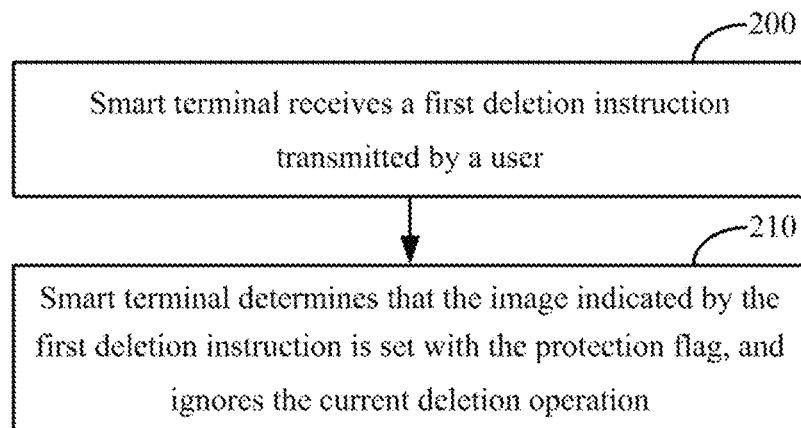 200
Smart terminal receives a first deletion instruction
transmitted by a user
210
Smart terminal determines that the image indicated by the
first deletion instruction is set with the protection flag, and
ignores the current deletion operation